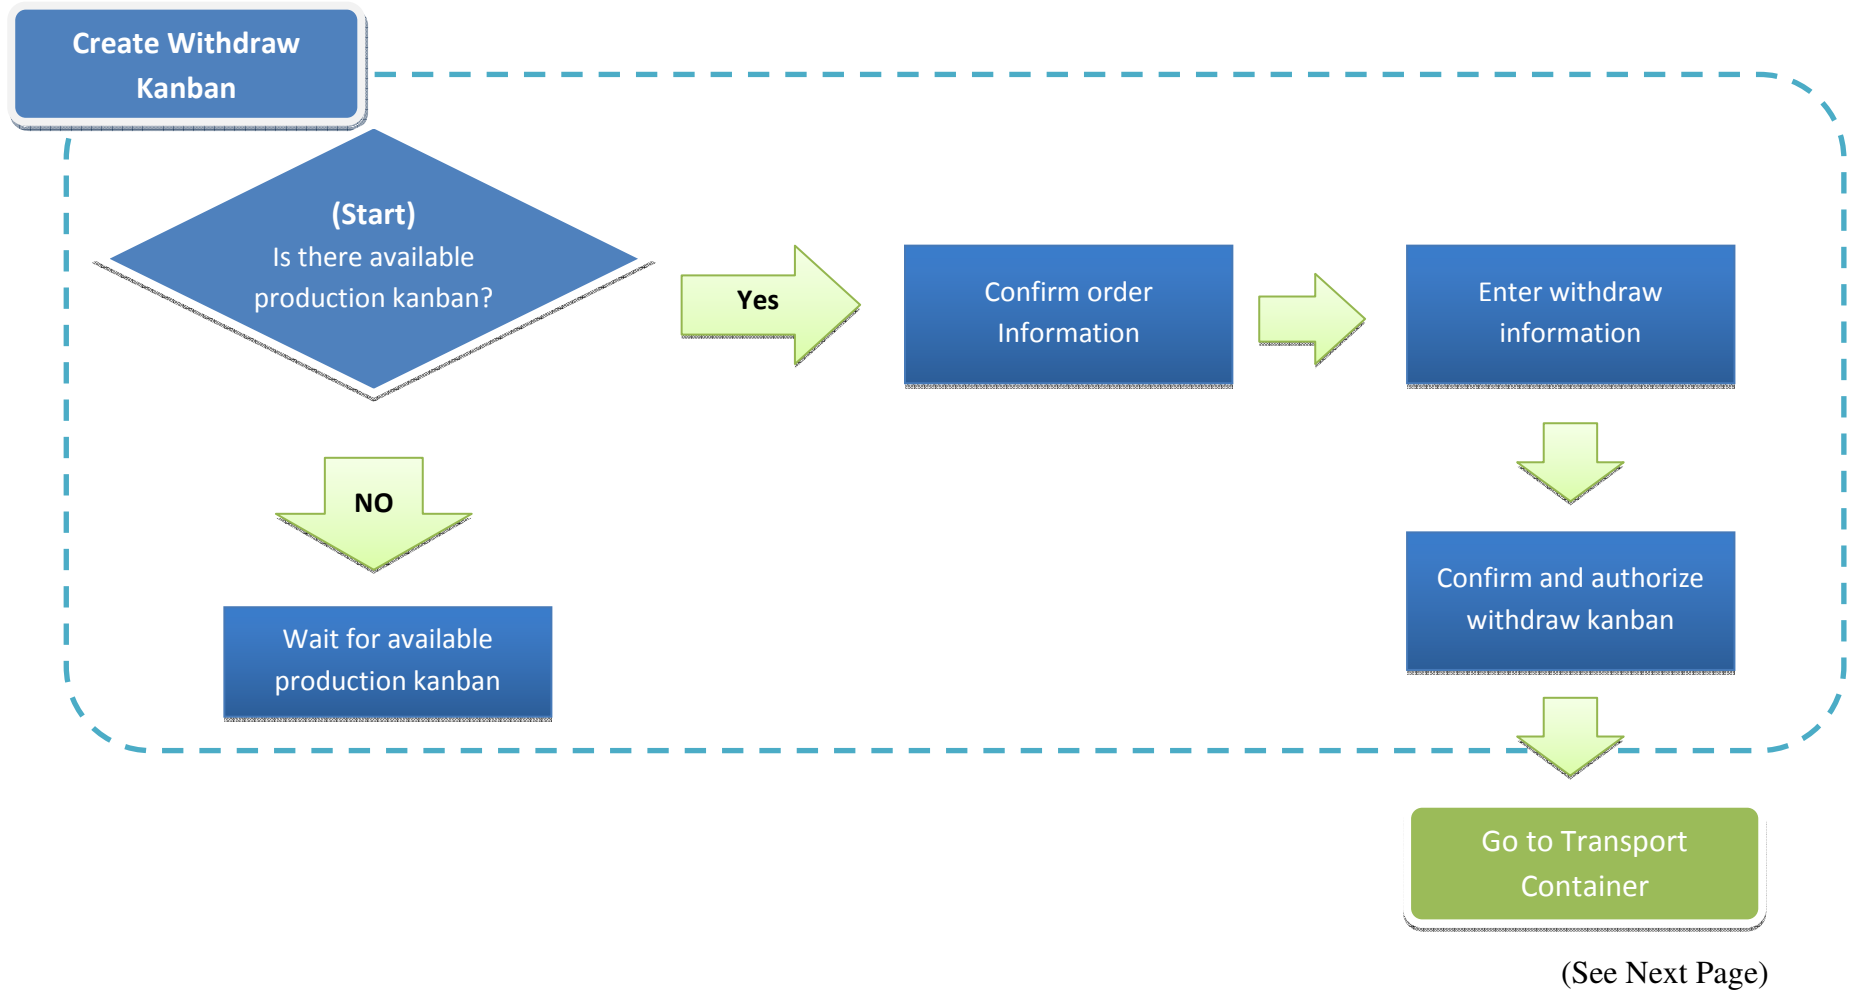 Create Withdraw
Kanban
(Start)
Is there available
production kanban?
Yes
Confirm order
Information
Enter withdraw
information
NO
Wait for available
production kanban
Confirm and authorize
withdraw kanban
Go to Transport
Container
(See Next Page)